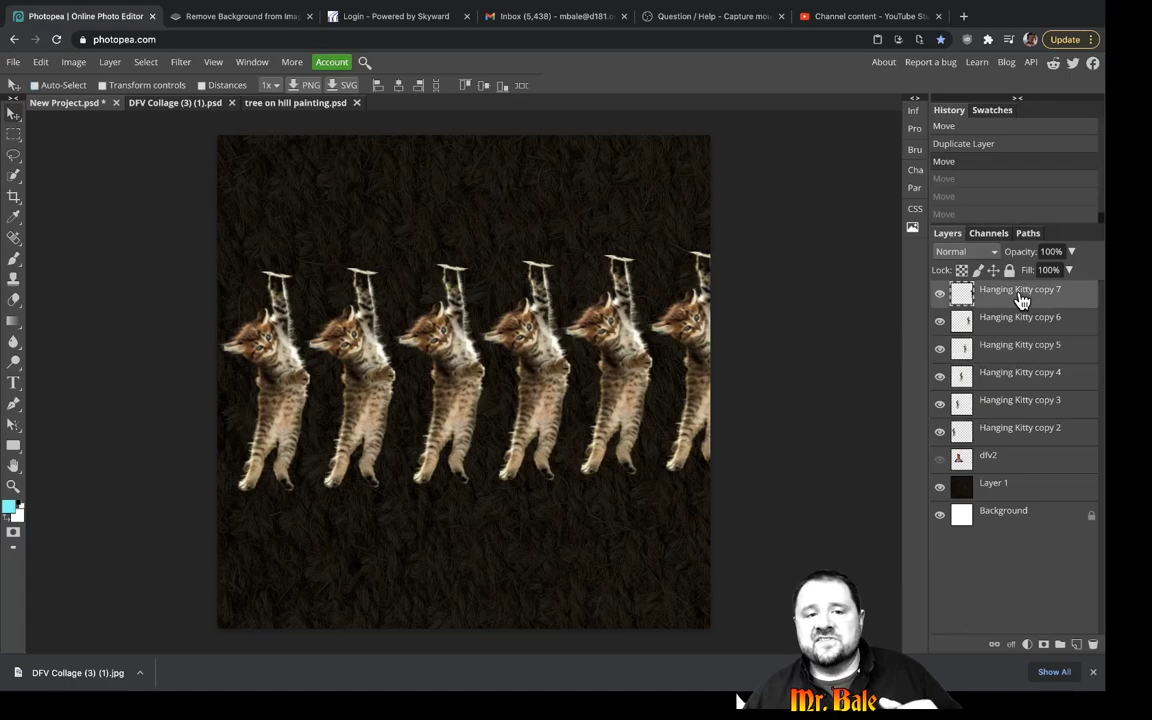 Photopea | Online Photo Editor
Remove Background from Imag
Login - Powered by Skyward
Inbox (5,438) - mbale@d181.o
Question / Help - Capture mou
Channel content - YouTube Stu
photopea.com
Update
File Edit Image Layer Select Filter View Window More Account
About Report a bug Learn Blog API
Auto-Select Transform controls Distances 1x PNG SVG
New Project.psd * DFV Collage (3) (1).psd tree on hill painting.psd
Inf
Pro
Bru
Cha
Par
CSS
History Swatches
Move
Duplicate Layer
Move
Move
Move
Move
Layers Channels Paths
Normal Opacity: 100%
Lock: Fill: 100%
Hanging Kitty copy 7
Hanging Kitty copy 6
Hanging Kitty copy 5
Hanging Kitty copy 4
Hanging Kitty copy 3
Hanging Kitty copy 2
dfv2
Layer 1
Background
eff
DFV Collage (3) (1).jpg
Show All
Mr. Bale